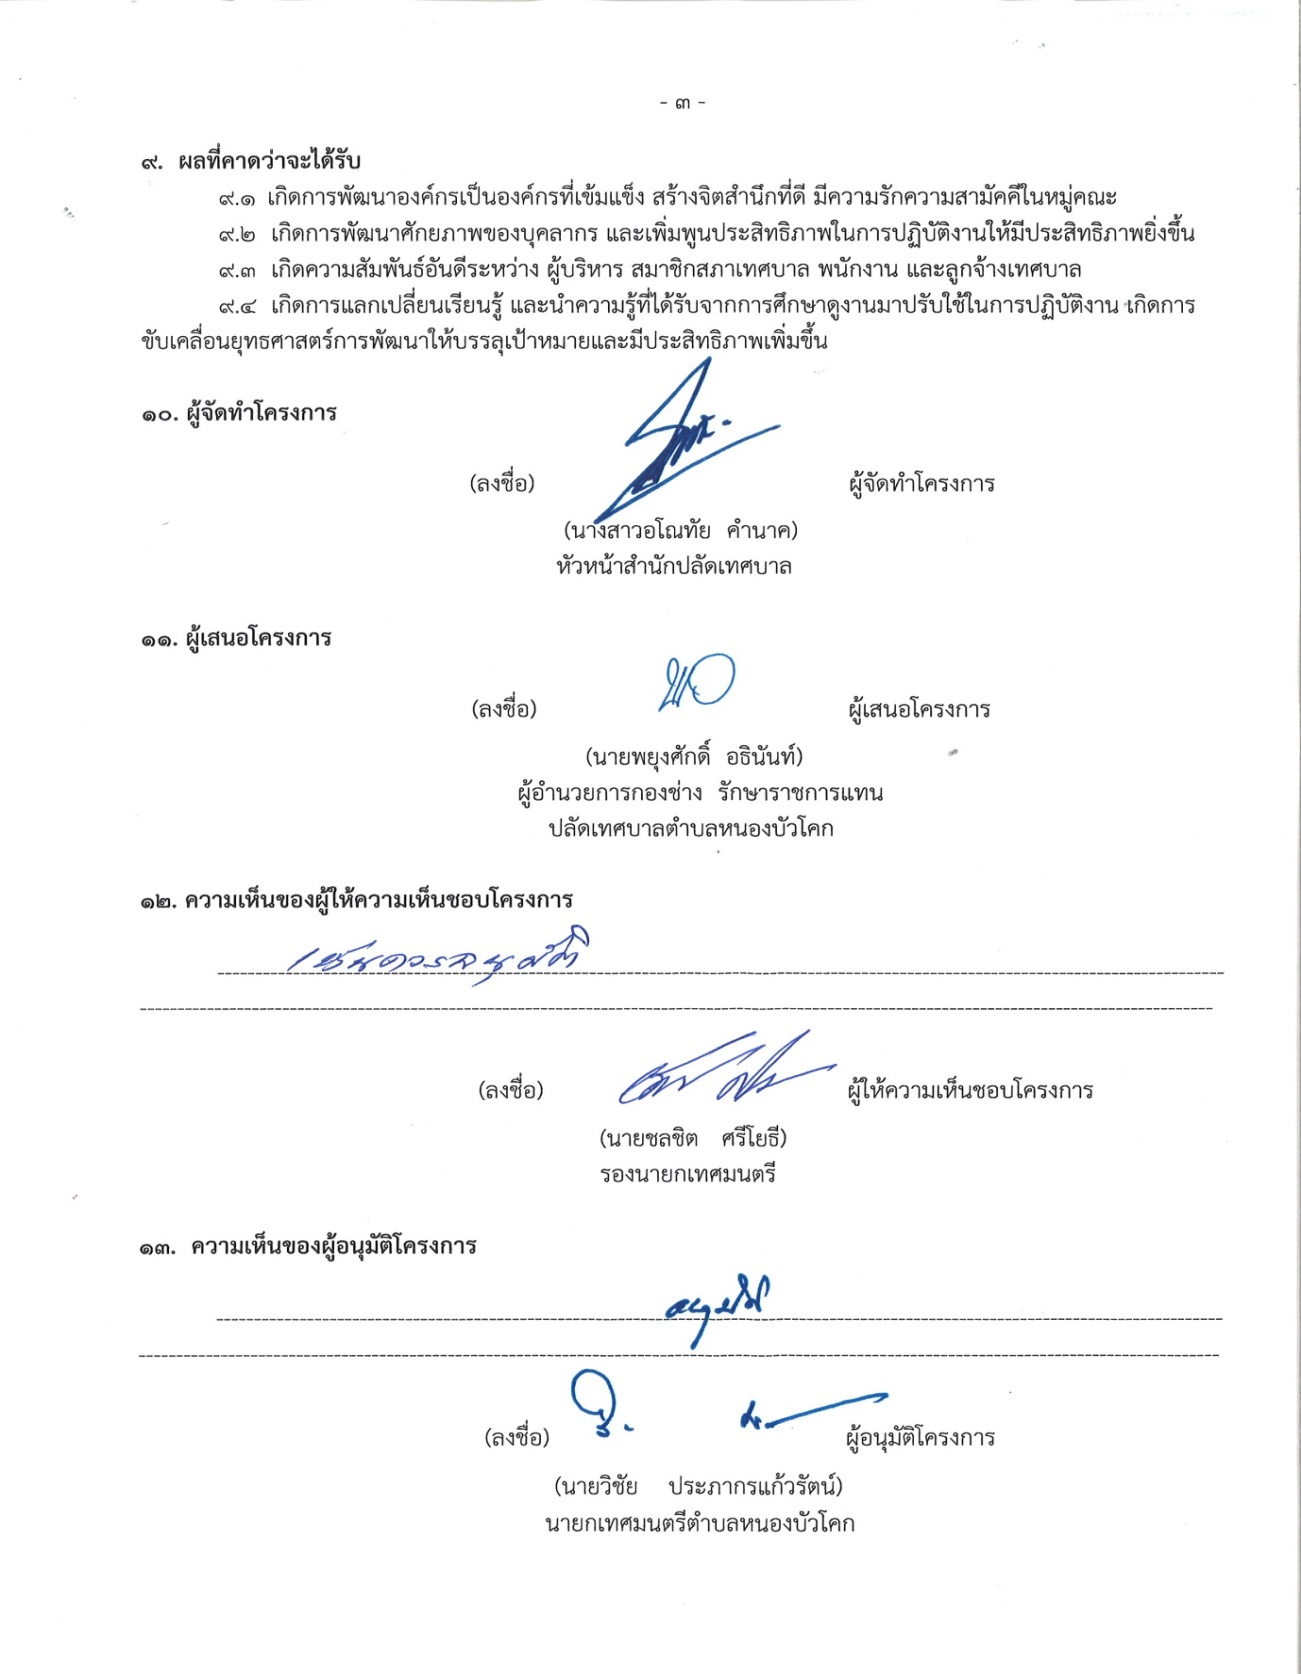 - ๓ -
๙. ผลที่คาดว่าจะได้รับ
๙.๑ เกิดการพัฒนาองค์กรเป็นองค์กรที่เข้มแข็ง สร้างจิตสำนึกที่ดี มีความรักความสามัคคีในหมู่คณะ
๙.๒ เกิดการพัฒนาศักยภาพของบุคลากร และเพิ่มพูนประสิทธิภาพในการปฏิบัติงานให้มีประสิทธิภาพยิ่งขึ้น
๙.๓ เกิดความสัมพันธ์อันดีระหว่าง ผู้บริหาร สมาชิกสภาเทศบาล พนักงาน และลูกจ้างเทศบาล
๙.๔ เกิดการแลกเปลี่ยนเรียนรู้ และนำความรู้ที่ได้รับจากการศึกษาดูงานมาปรับใช้ในการปฏิบัติงาน เกิดการ
ขับเคลื่อนยุทธศาสตร์การพัฒนาให้บรรลุเป้าหมายและมีประสิทธิภาพเพิ่มขึ้น
๑๐. ผู้จัดทำโครงการ
(ลงชื่อ) ผู้จัดทำโครงการ
(นางสาวอโณทัย คำนาค)
หัวหน้าสำนักปลัดเทศบาล
๑๑. ผู้เสนอโครงการ
(ลงชื่อ) ผู้เสนอโครงการ
(นายพยุงศักดิ์ อธินันท์)
ผู้อำนวยการกองช่าง รักษาราชการแทน
ปลัดเทศบาลตำบลหนองบัวโคก
๑๒. ความเห็นของผู้ให้ความเห็นชอบโครงการ
เห็นควรอนุมัติ
(ลงชื่อ) ผู้ให้ความเห็นชอบโครงการ
(นายชลชิต ศรีโยธี)
รองนายกเทศมนตรี
๑๓. ความเห็นของผู้อนุมัติโครงการ
อนุมัติ
(ลงชื่อ) ผู้อนุมัติโครงการ
(นายวิชัย ประภากรแก้วรัตน์)
นายกเทศมนตรีตำบลหนองบัวโคก